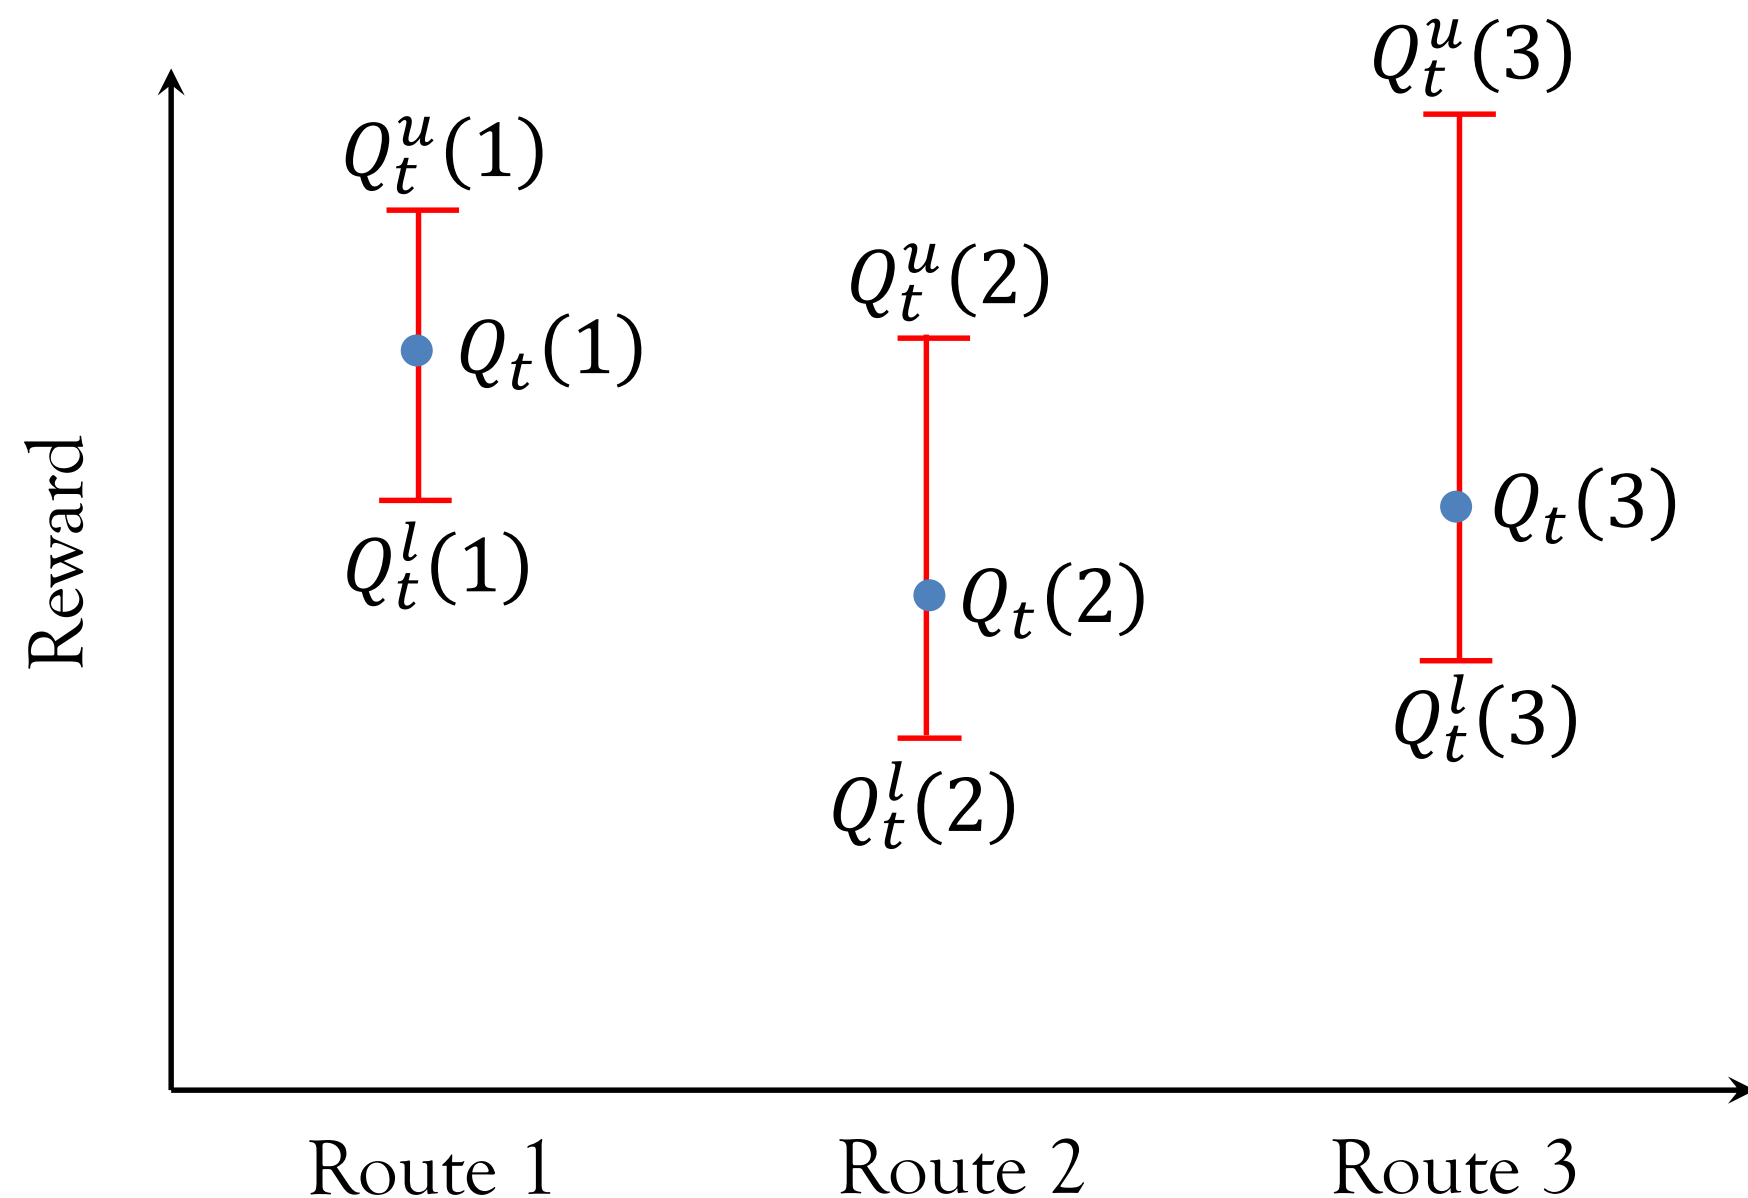 Q_t^u(3)
Q_t^u(1)
Q_t^u(2)
Q_t(1)
Q_t(3)
Q_t^l(1)
Q_t(2)
Q_t^l(3)
Q_t^l(2)
Reward
Route 1
Route 2
Route 3